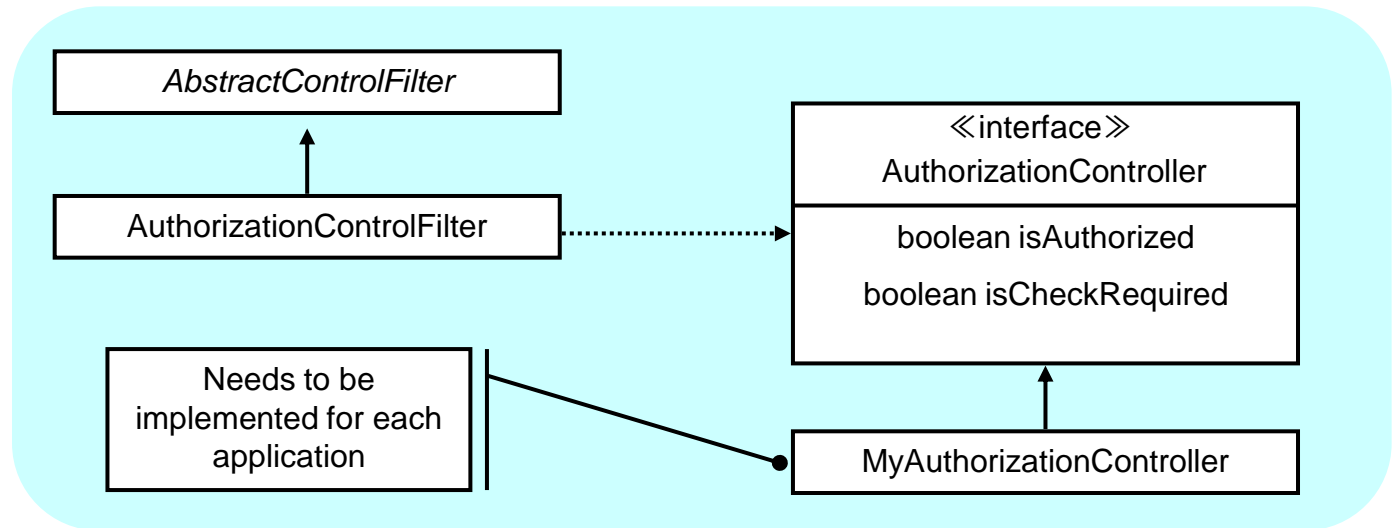 AbstractControlFilter
AuthorizationControlFilter
≪interface≫
AuthorizationController
boolean isAuthorized
boolean isCheckRequired
Needs to be
implemented for each
application
MyAuthorizationController